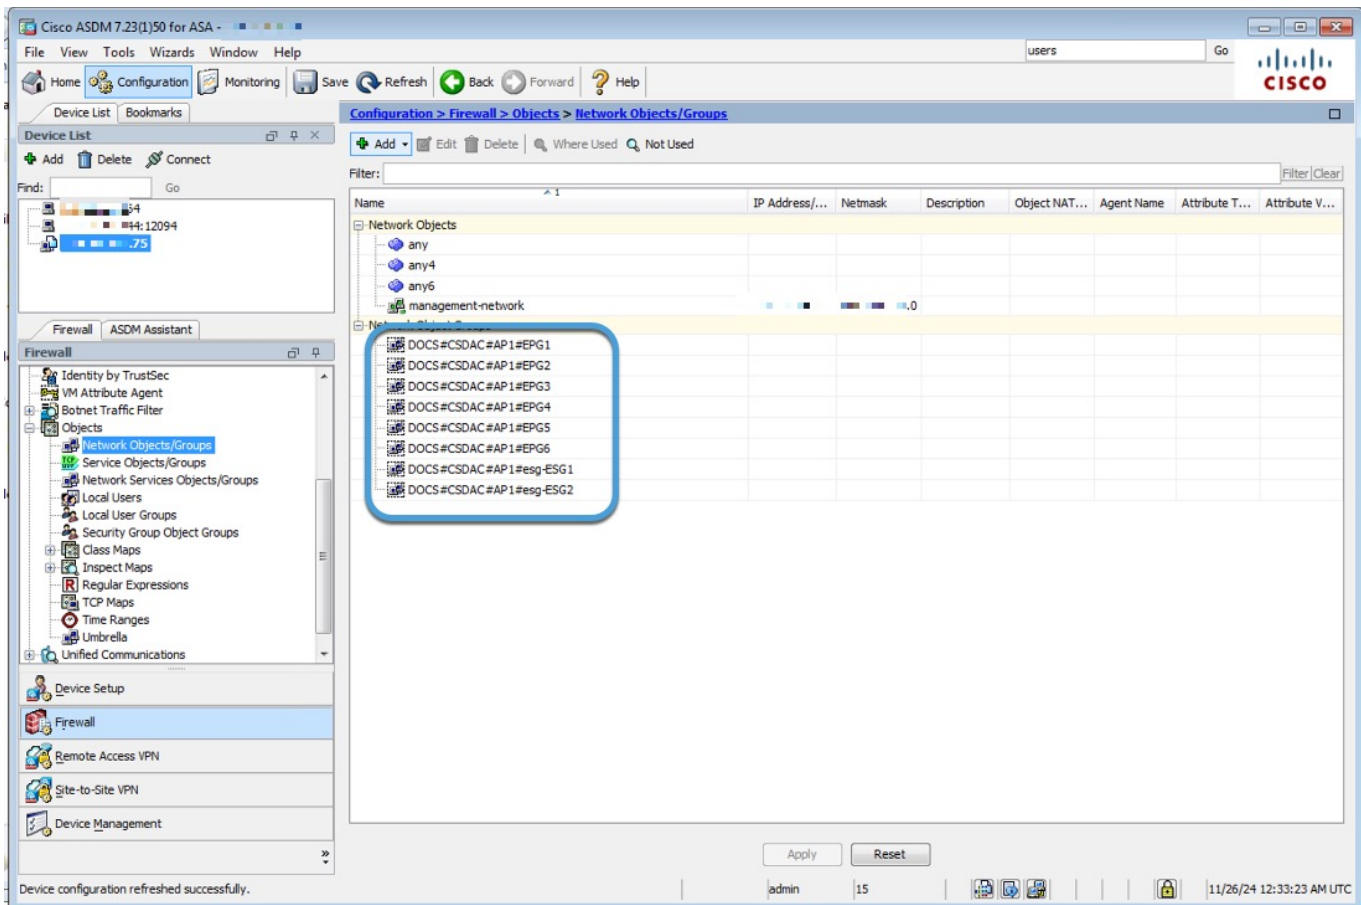 Cisco ASDM 7.23(1)50 for ASA -
File View Tools Wizards Window Help
users Go
Home Configuration Monitoring Save Refresh Back Forward Help
CISCO
Device List Bookmarks
Configuration > Firewall > Objects > Network Objects/Groups
Device List
Add Delete Connect
Add Edit Delete Where Used Not Used
Find: Go
Filter: Filter Clear
54
44:12094
.75
Name 1 IP Address/... Netmask Description Object NAT... Agent Name Attribute T... Attribute V...
Network Objects
any
any4
any6
management-network .0
Network Object Groups
DOCS#CSDAC#AP1#EPG1
DOCS#CSDAC#AP1#EPG2
DOCS#CSDAC#AP1#EPG3
DOCS#CSDAC#AP1#EPG4
DOCS#CSDAC#AP1#EPG5
DOCS#CSDAC#AP1#EPG6
DOCS#CSDAC#AP1#esg-ESG1
DOCS#CSDAC#AP1#esg-ESG2
Firewall ASDM Assistant
Firewall
Identity by TrustSec
VM Attribute Agent
Botnet Traffic Filter
Objects
Network Objects/Groups
Service Objects/Groups
Network Services Objects/Groups
Local Users
Local User Groups
Security Group Object Groups
Class Maps
Inspect Maps
Regular Expressions
TCP Maps
Time Ranges
Umbrella
Unified Communications
Device Setup
Firewall
Remote Access VPN
Site-to-Site VPN
Device Management
Apply Reset
Device configuration refreshed successfully. admin 15 11/26/24 12:33:23 AM UTC